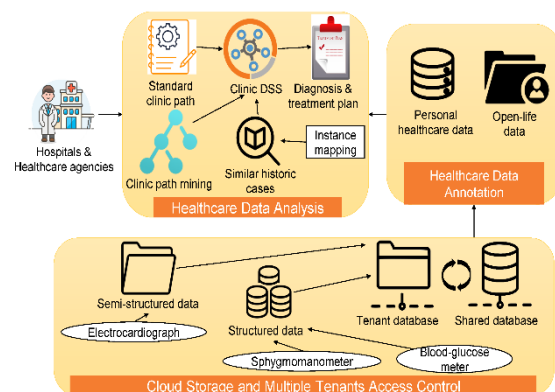 Standard
clinic path
Clinic DSS
Diagnosis &
treatment plan
Clinic path mining
Similar historic
cases
Instance
mapping
Healthcare Data Analysis
Hospitals &
Healthcare agencies
Personal
healthcare data
Open-life
data
Healthcare Data
Annotation
Semi-structured data
Electrocardiograph
Structured data
Sphygmomanometer
Blood-glucose
meter
Tenant database
Shared database
Cloud Storage and Multiple Tenants Access Control